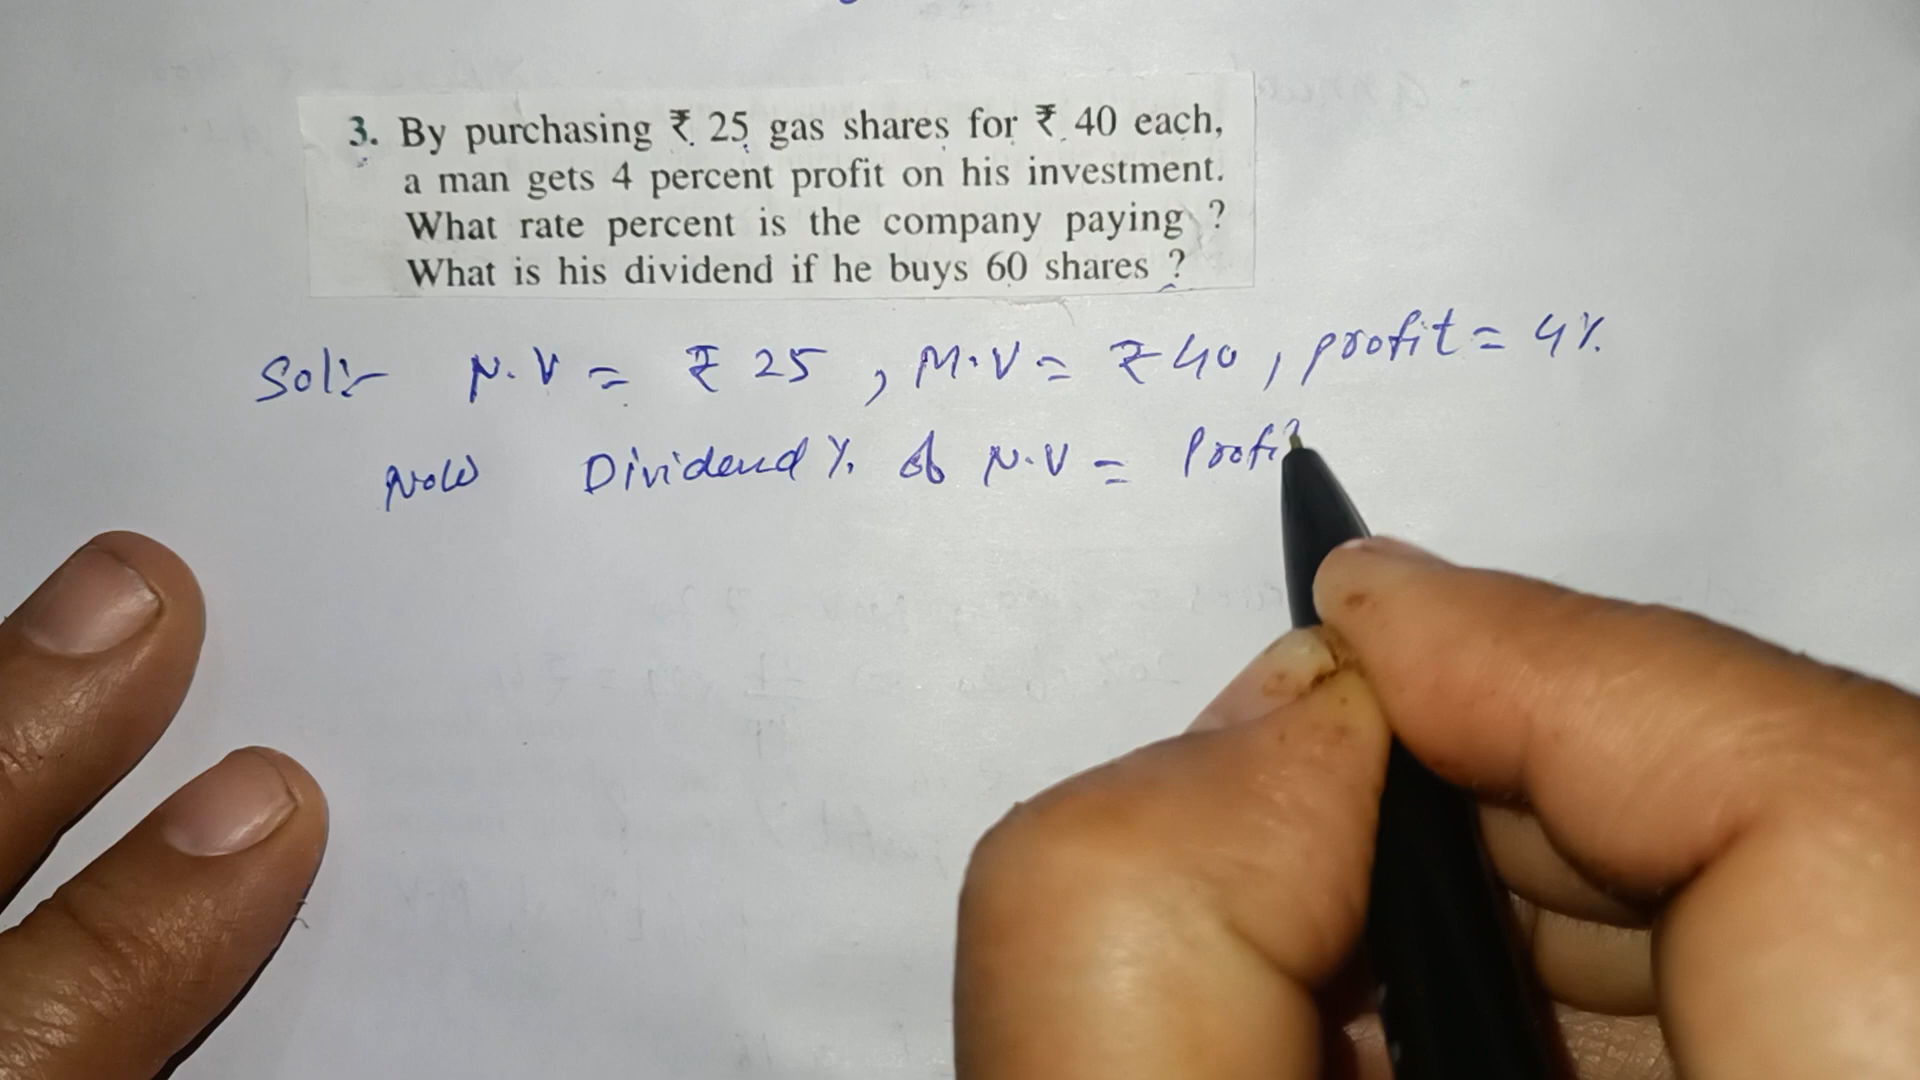 3. By purchasing ₹ 25 gas shares for ₹ 40 each,
a man gets 4 percent profit on his investment.
What rate percent is the company paying ?
What is his dividend if he buys 60 shares ?
Sol:- N.V = ₹ 25 , M.V = ₹ 40 , profit = 4%
Now Dividend % of N.V = Profi